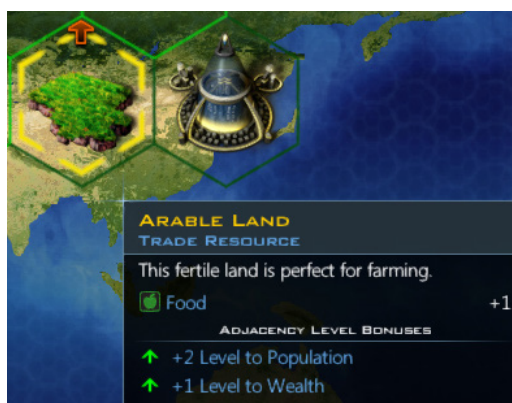 Arable Land
Trade Resource
This fertile land is perfect for farming.
Food +1
Adjacency Level Bonuses
+2 Level to Population
+1 Level to Wealth